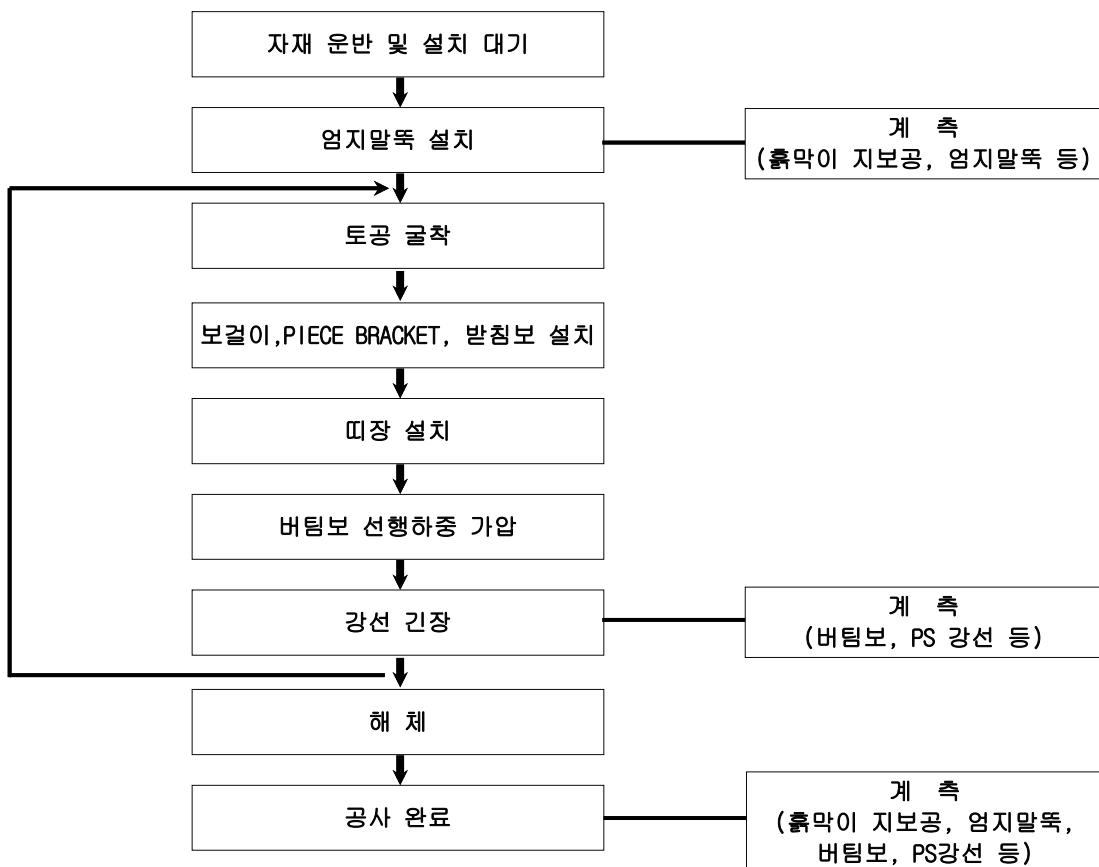 자재 운반 및 설치 대기
엄지말뚝 설치
계 측
(흙막이 지보공, 엄지말뚝 등)
토공 굴착
보걸이,PIECE BRACKET, 받침보 설치
띠장 설치
버팀보 선행하중 가압
강선 긴장
계 측
(버팀보, PS 강선 등)
해 체
공사 완료
계 측
(흙막이 지보공, 엄지말뚝,
버팀보, PS강선 등)